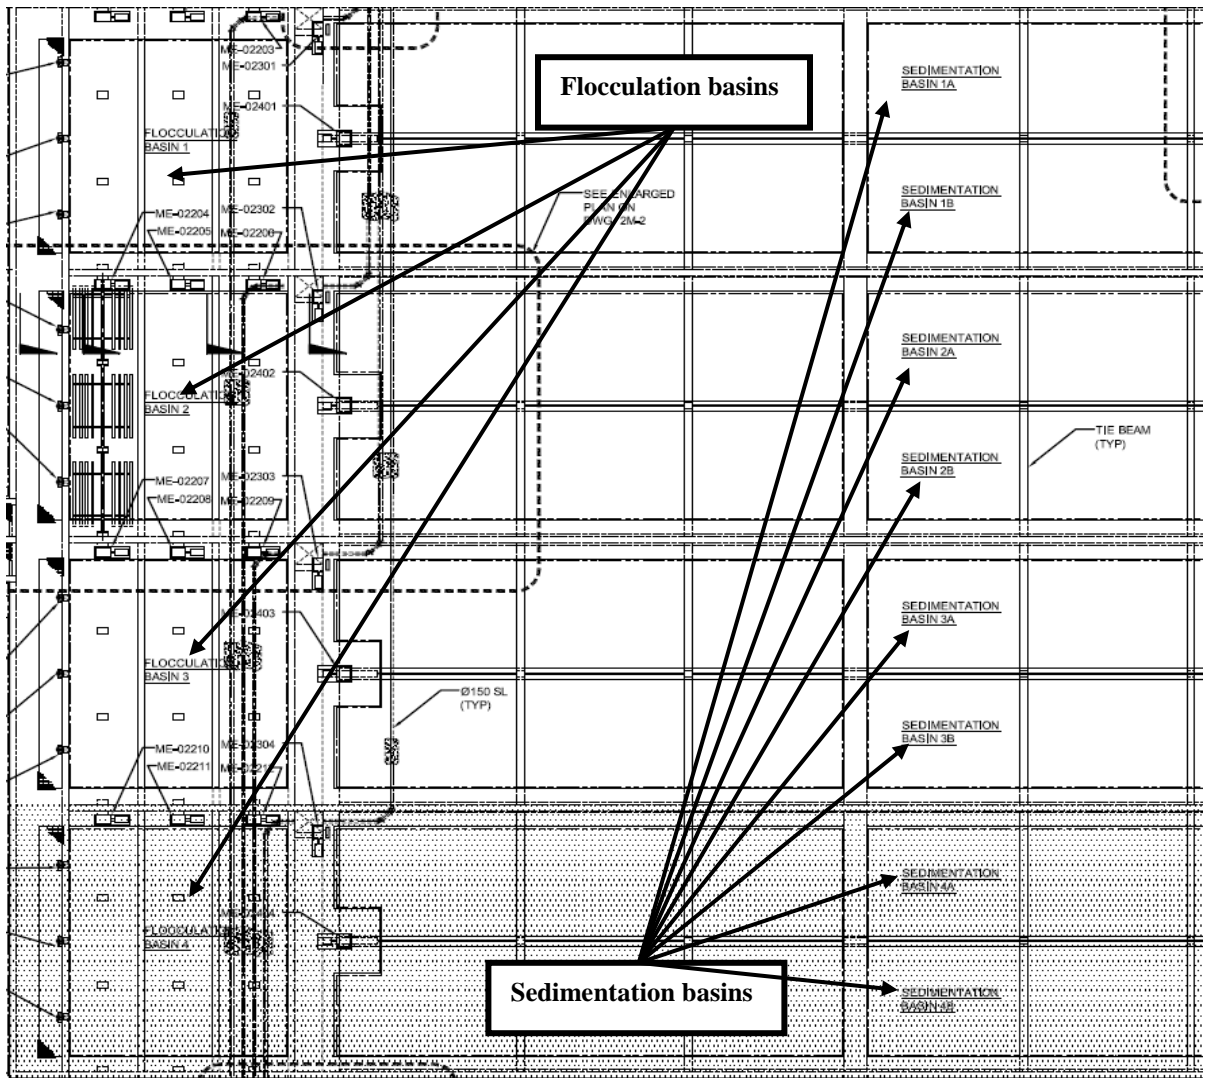 ME-02203
ME-02301
Flocculation basins
SEDIMENTATION
BASIN 1A
ME-02401
FLOCCULATION
BASIN 1
SEE ENLARGED
PLAN ON
DWG. 2M-2
SEDIMENTATION
BASIN 1B
ME-02204
ME-02302
ME-02205
SEDIMENTATION
BASIN 2A
ME-02402
FLOCCULATION
BASIN 2
TIE BEAM
(TYP)
SEDIMENTATION
BASIN 2B
ME-02207
ME-02303
ME-02208
ME-02209
SEDIMENTATION
BASIN 3A
ME-02403
FLOCCULATION
BASIN 3
Ø150 SL
(TYP)
SEDIMENTATION
BASIN 3B
ME-02210
ME-02304
ME-02211
SEDIMENTATION
BASIN 4A
FLOCCULATION
BASIN 4
Sedimentation basins
SEDIMENTATION
BASIN 4B